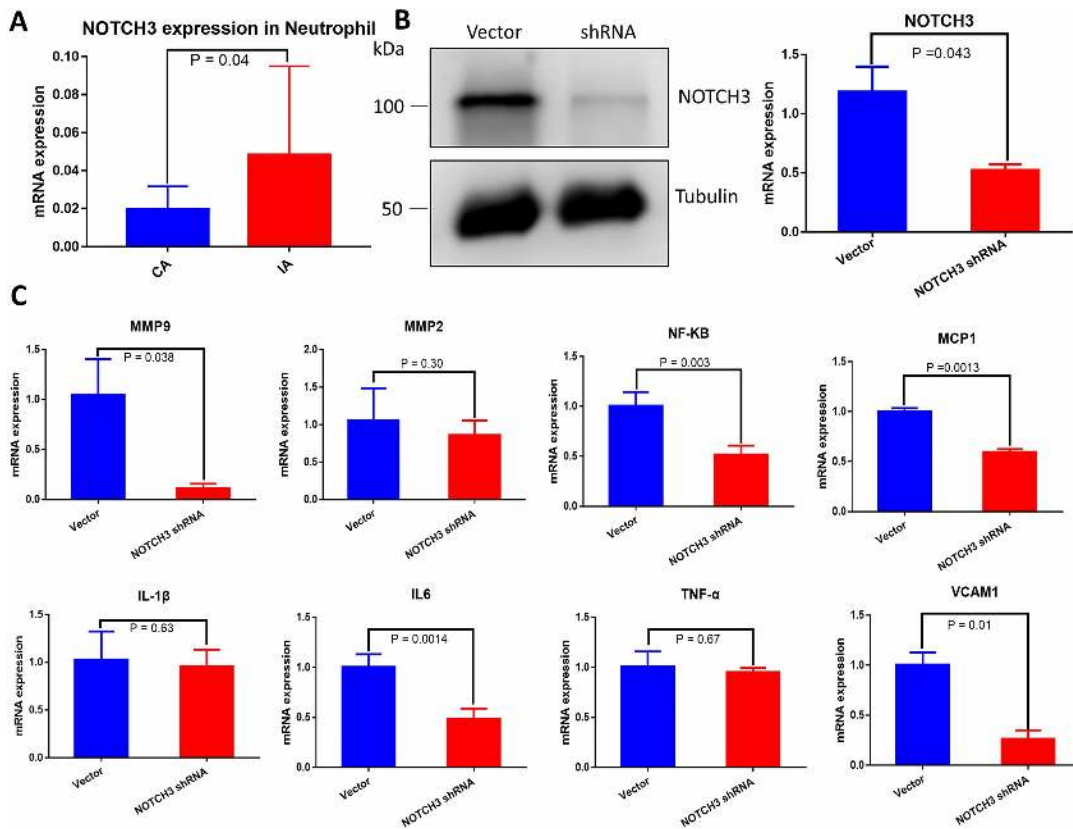 A
NOTCH3 expression in Neutrophil
mRNA expression
0.10
0.08
0.06
0.04
0.02
0.00
P = 0.04
CA
IA
B
kDa
Vector
shRNA
100
NOTCH3
50
Tubulin
NOTCH3
mRNA expression
1.5
1.0
0.5
0.0
P =0.043
Vector
NOTCH3 shRNA
C
MMP9
mRNA expression
1.5
1.0
0.5
0.0
P = 0.038
Vector
NOTCH3 shRNA
MMP2
mRNA expression
2.0
1.5
1.0
0.5
0.0
P = 0.30
Vector
NOTCH3 shRNA
NF-KB
mRNA expression
1.5
1.0
0.5
0.0
P = 0.003
Vector
NOTCH3 shRNA
MCP1
mRNA expression
1.5
1.0
0.5
0.0
P =0.0013
Vector
NOTCH3 shRNA
IL-1β
mRNA expression
1.5
1.0
0.5
0.0
P = 0.63
Vector
NOTCH3 shRNA
IL6
mRNA expression
1.5
1.0
0.5
0.0
P = 0.0014
Vector
NOTCH3 shRNA
TNF-α
mRNA expression
1.5
1.0
0.5
0.0
P = 0.67
Vector
NOTCH3 shRNA
VCAM1
mRNA expression
1.5
1.0
0.5
0.0
P = 0.01
Vector
NOTCH3 shRNA